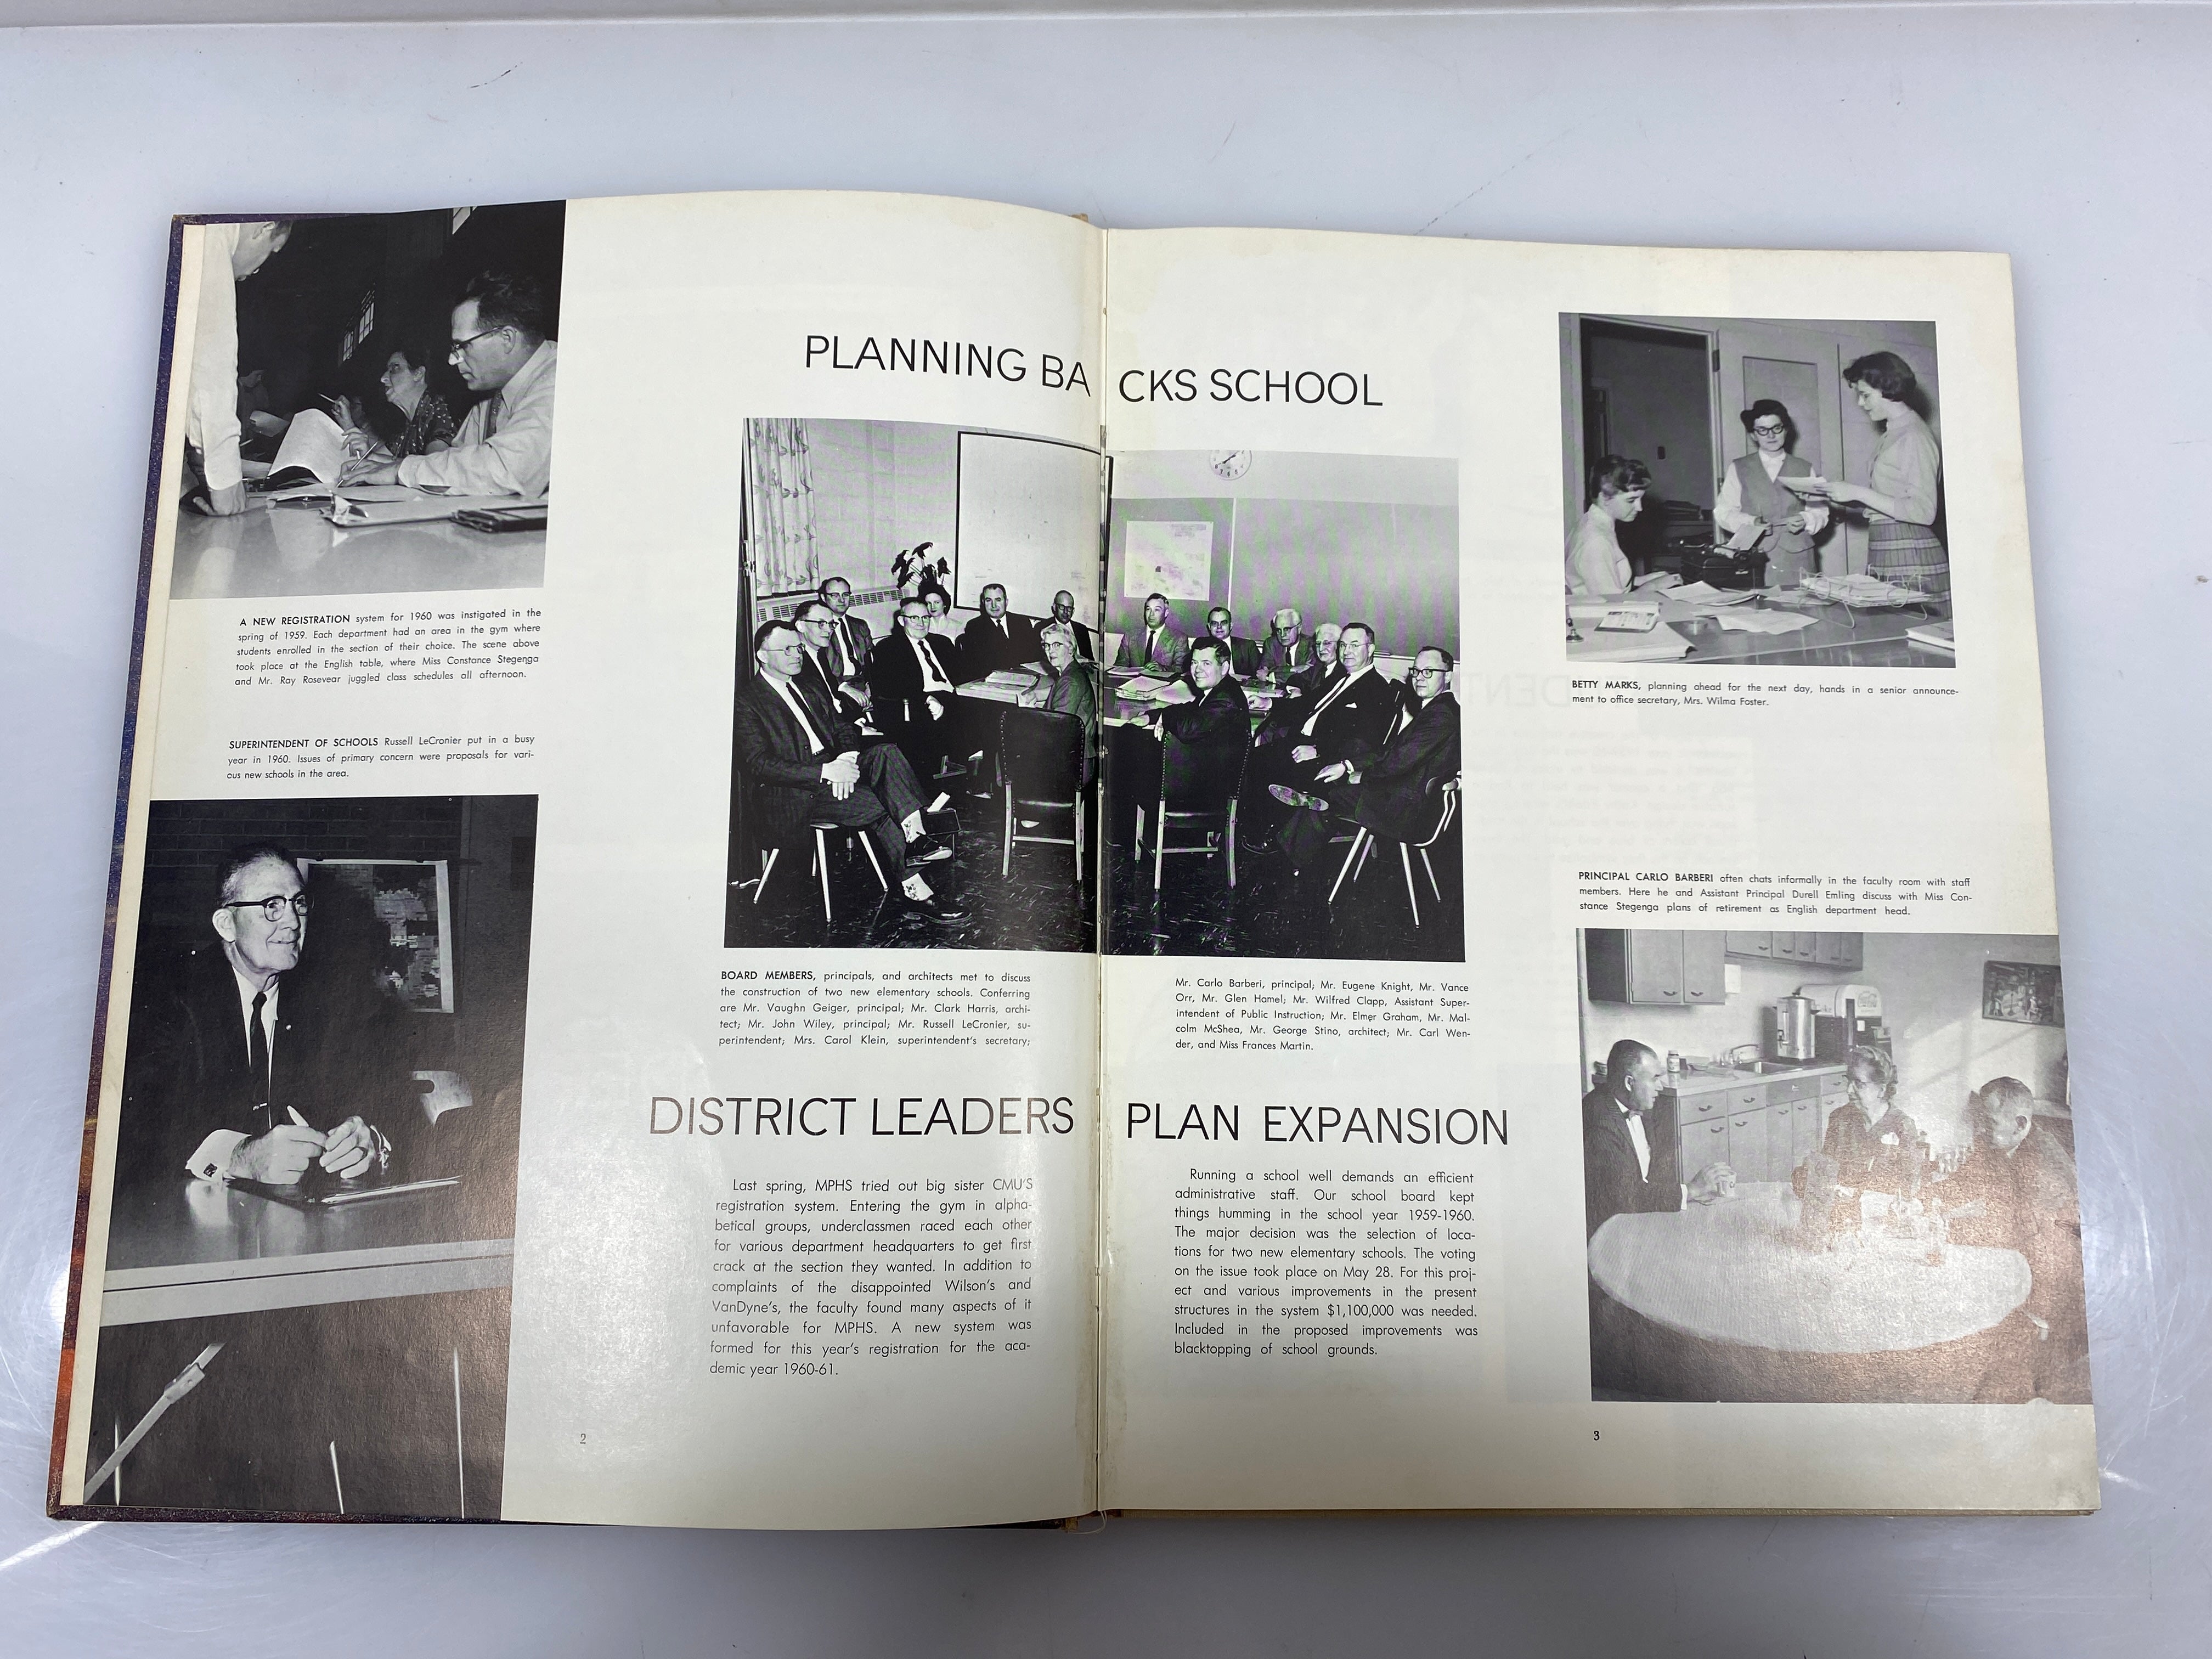 PLANNING BACKS SCHOOL
A NEW REGISTRATION system for 1960 was instigated in the
spring of 1959. Each department had an area in the gym where
students enrolled in the section of their choice. The scene above
took place at the English table, where Miss Constance Stegenga
and Mr. Ray Rosevear juggled class schedules all afternoon.
SUPERINTENDENT OF SCHOOLS Russell LeCronier put in a busy
year in 1960. Issues of primary concern were proposals for vari-
ous new schools in the area.
BOARD MEMBERS, principals, and architects met to discuss
the construction of two new elementary schools. Conferring
are Mr. Vaughn Geiger, principal; Mr. Clark Harris, archi-
tect; Mr. John Wiley, principal; Mr. Russell LeCronier, su-
perintendent; Mrs. Carol Klein, superintendent's secretary;
Mr. Carlo Barberi, principal; Mr. Eugene Knight, Mr. Vance
Orr, Mr. Glen Hamel; Mr. Wilfred Clapp, Assistant Super-
intendent of Public Instruction; Mr. Elmer Graham, Mr. Mal-
colm McShea, Mr. George Stino, architect; Mr. Carl Wen-
der, and Miss Frances Martin.
DISTRICT LEADERS PLAN EXPANSION
Last spring, MPHS tried out big sister CMU'S
registration system. Entering the gym in alpha-
betical groups, underclassmen raced each other
for various department headquarters to get first
crack at the section they wanted. In addition to
complaints of the disappointed Wilson's and
VanDyne's, the faculty found many aspects of it
unfavorable for MPHS. A new system was
formed for this year's registration for the aca-
demic year 1960-61.
2
Running a school well demands an efficient
administrative staff. Our school board kept
things humming in the school year 1959-1960.
The major decision was the selection of loca-
tions for two new elementary schools. The voting
on the issue took place on May 28. For this proj-
ect and various improvements in the present
structures in the system $1,100,000 was needed.
Included in the proposed improvements was
blacktopping of school grounds.
BETTY MARKS, planning ahead for the next day, hands in a senior announce-
ment to office secretary, Mrs. Wilma Foster.
PRINCIPAL CARLO BARBERI often chats informally in the faculty room with staff
members. Here he and Assistant Principal Durell Emling discuss with Miss Con-
stance Stegenga plans of retirement as English department head.
3